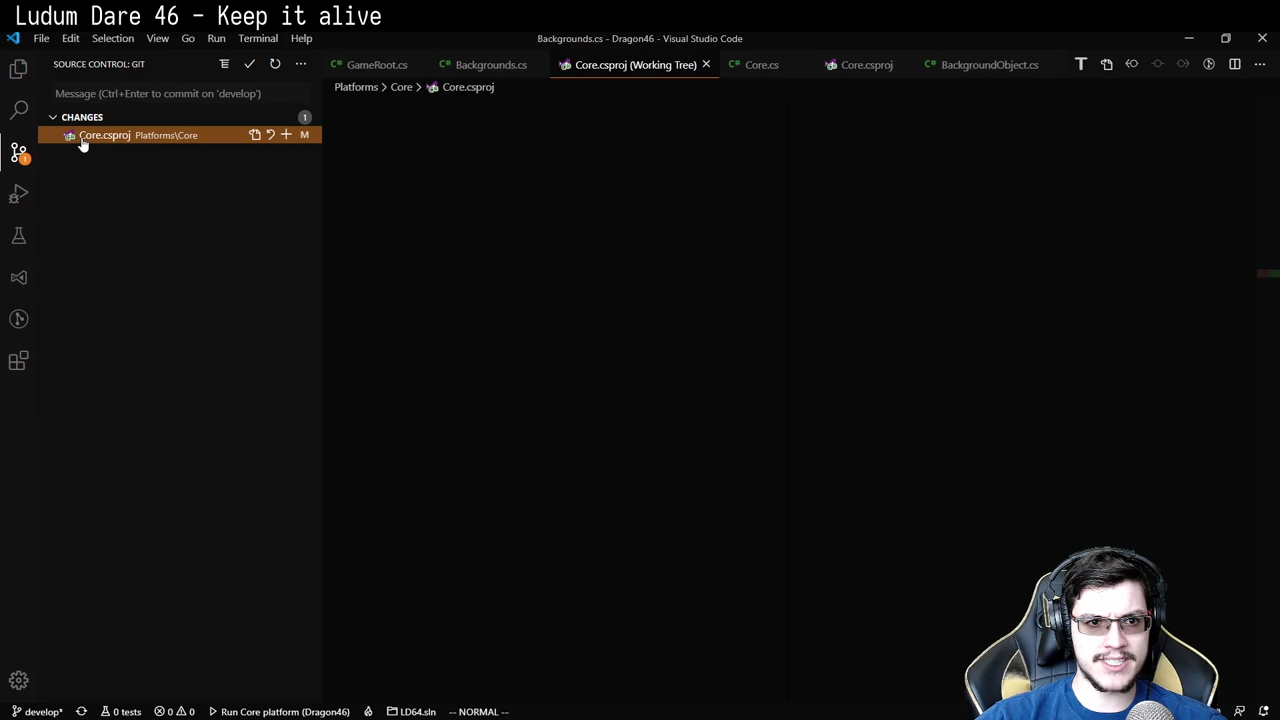 Ludum Dare 46 - Keep it alive
File Edit Selection View Go Run Terminal Help
Backgrounds.cs - Dragon46 - Visual Studio Code
SOURCE CONTROL: GIT
GameRoot.cs Backgrounds.cs Core.csproj (Working Tree) Core.cs Core.csproj BackgroundObject.cs
Platforms > Core > Core.csproj
Message (Ctrl+Enter to commit on 'develop')
CHANGES 1
Core.csproj Platforms\Core M
1
develop* 0 tests 0 0 Run Core platform (Dragon46) LD64.sln -- NORMAL --